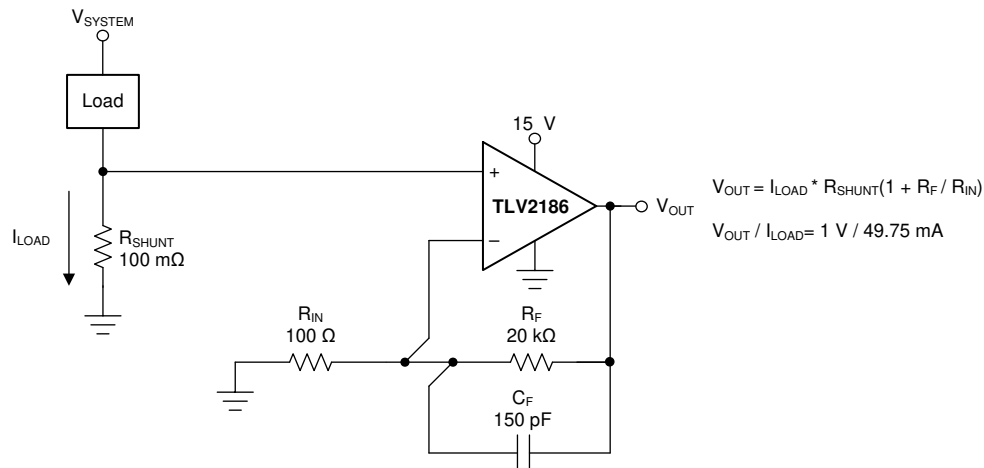 VSYSTEM
Load
15 V
+
TLV2186
−
VOUT
VOUT = ILOAD * RSHUNT(1 + RF / RIN)
VOUT / ILOAD= 1 V / 49.75 mA
ILOAD
RSHUNT
100 mΩ
RIN
100 Ω
RF
20 kΩ
CF
150 pF